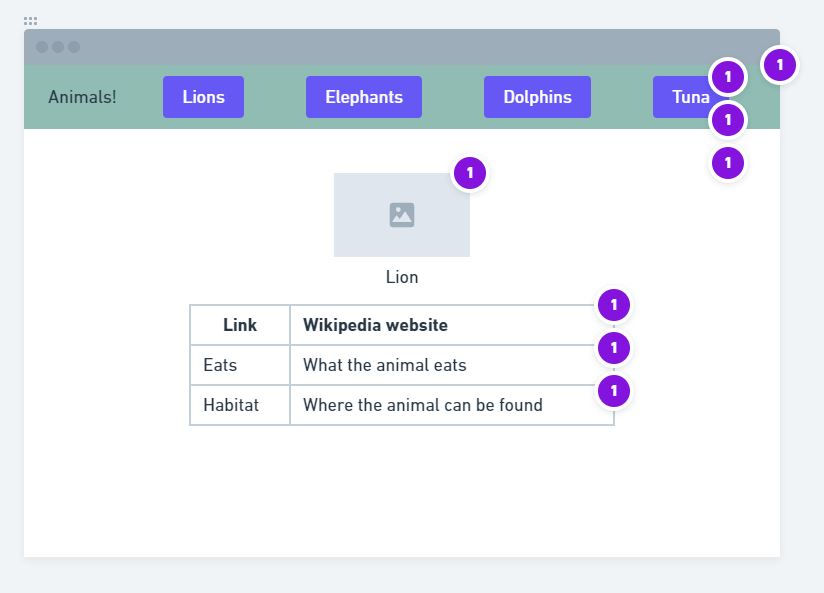 Animals! Lions Elephants Dolphins Tuna 1 1
1
1
1
Lion
1
Link Wikipedia website
1
Eats What the animal eats
1
Habitat Where the animal can be found